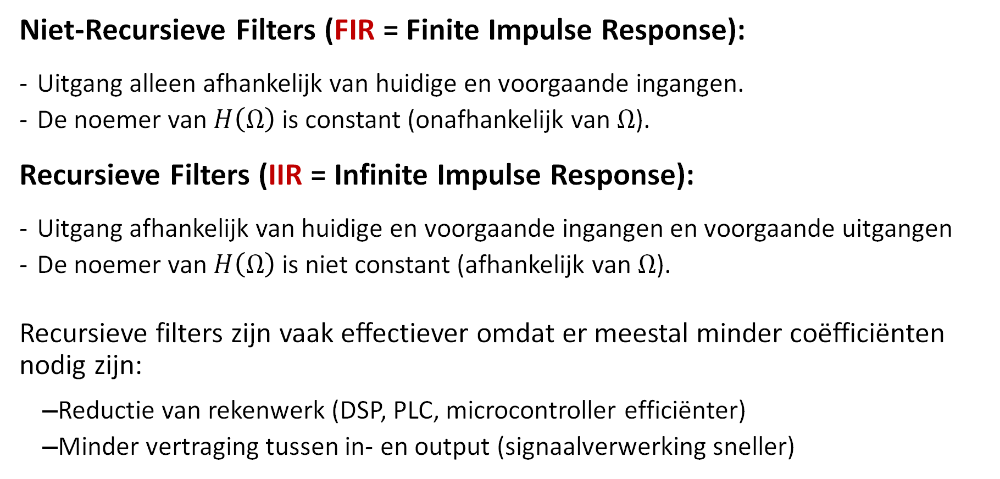 Niet-Recursieve Filters (FIR = Finite Impulse Response):
- Uitgang alleen afhankelijk van huidige en voorgaande ingangen.
- De noemer van H(Ω) is constant (onafhankelijk van Ω).
Recursieve Filters (IIR = Infinite Impulse Response):
- Uitgang afhankelijk van huidige en voorgaande ingangen en voorgaande uitgangen
- De noemer van H(Ω) is niet constant (afhankelijk van Ω).
Recursieve filters zijn vaak effectiever omdat er meestal minder coëfficiënten
nodig zijn:
–Reductie van rekenwerk (DSP, PLC, microcontroller efficiënter)
–Minder vertraging tussen in- en output (signaalverwerking sneller)